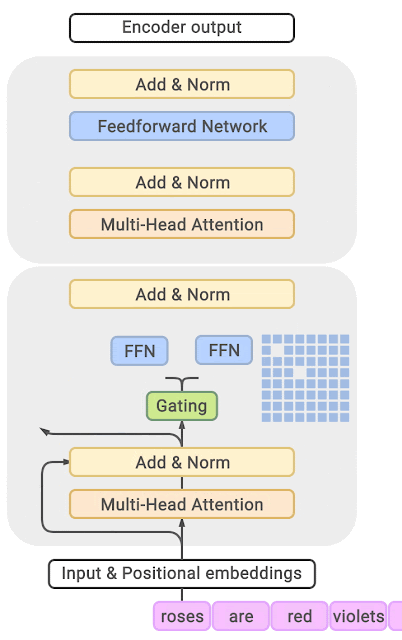 Encoder output
Add & Norm
Feedforward Network
Add & Norm
Multi-Head Attention
Add & Norm
FFN FFN
Gating
Add & Norm
Multi-Head Attention
Input & Positional embeddings
roses are red violets